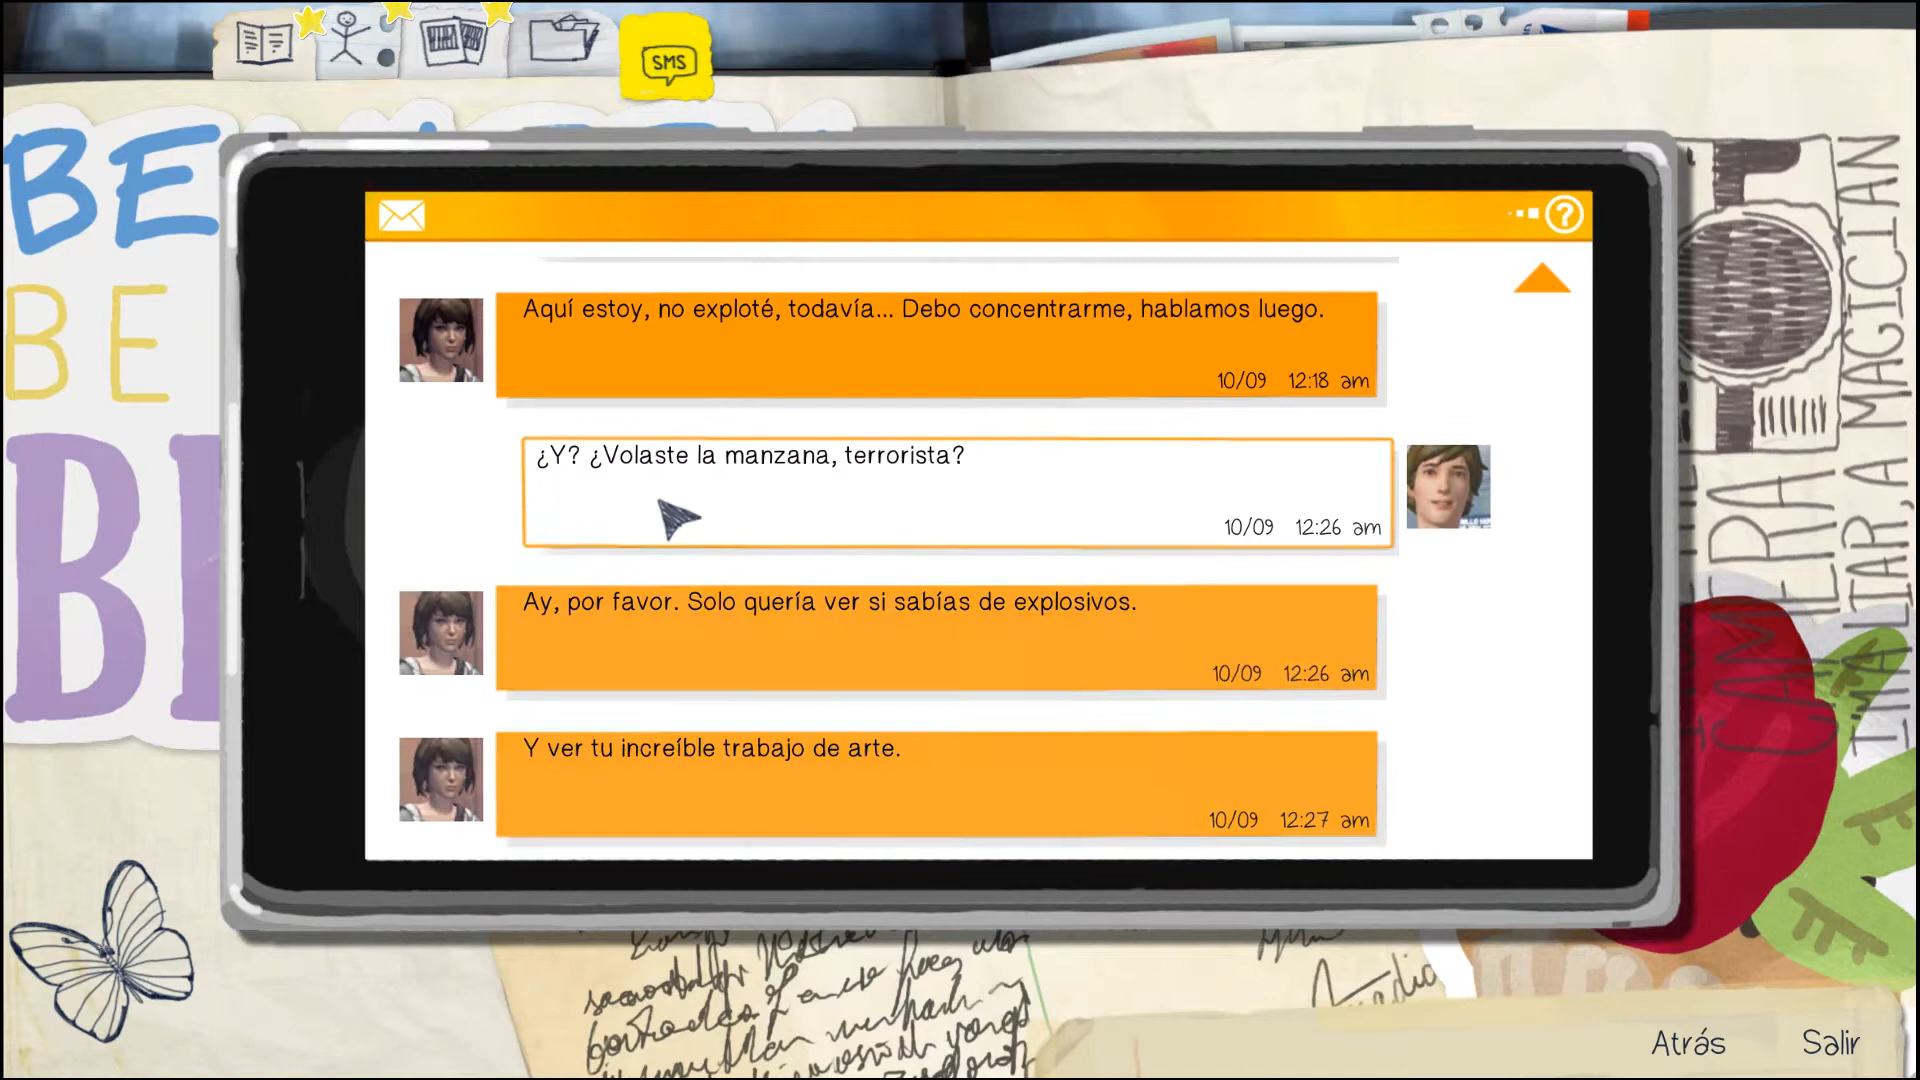 SMS
BE
BE
Aquí estoy, no exploté, todavía... Debo concentrarme, hablamos luego.
10/09 12:18 am
¿Y? ¿Volaste la manzana, terrorista?
10/09 12:26 am
Ay, por favor. Solo quería ver si sabías de explosivos.
10/09 12:26 am
Y ver tu increíble trabajo de arte.
10/09 12:27 am
CAMERA
A MAGICIAN
Atrás
Salir